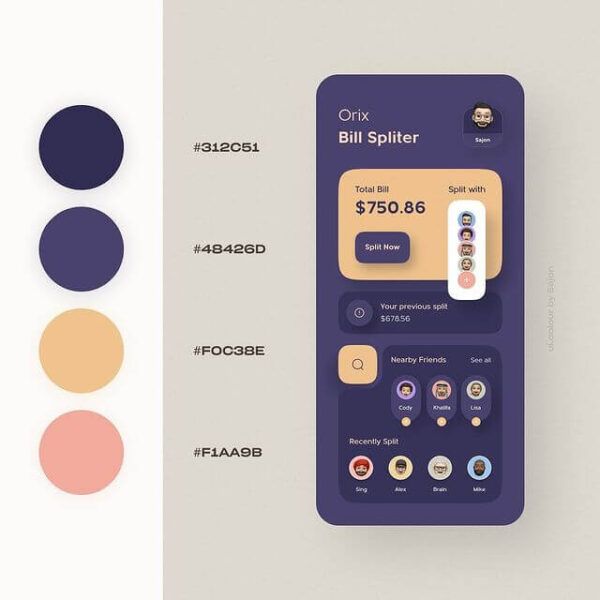 #312C51
#48426D
#F0C38E
#F1AA9B
Orix
Bill Spliter
Sajon
Total Bill
$750.86
Split with
Split Now
Your previous split
$678.56
Nearby Friends
See all
Cody
Khalifa
Lisa
Recently Split
Sing
Alex
Brain
Mike
ui.colour by Sajon